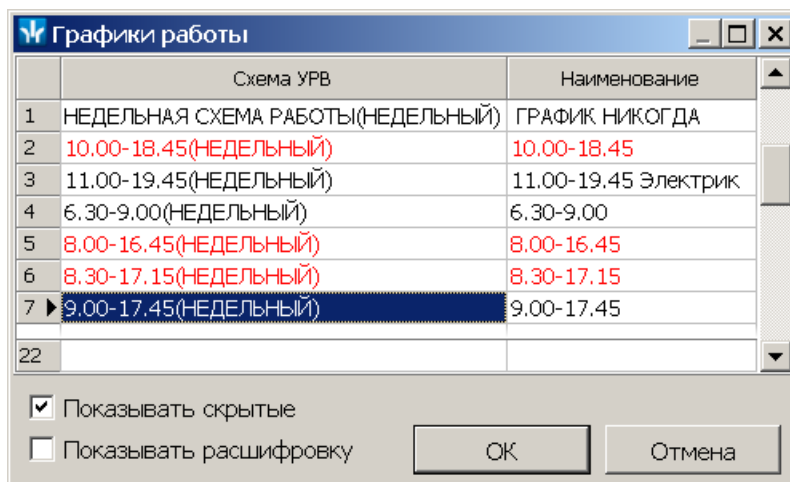 Графики работы
Схема УРВ Наименование
1 НЕДЕЛЬНАЯ СХЕМА РАБОТЫ(НЕДЕЛЬНЫЙ) ГРАФИК НИКОГДА
2 10.00-18.45(НЕДЕЛЬНЫЙ) 10.00-18.45
3 11.00-19.45(НЕДЕЛЬНЫЙ) 11.00-19.45 Электрик
4 6.30-9.00(НЕДЕЛЬНЫЙ) 6.30-9.00
5 8.00-16.45(НЕДЕЛЬНЫЙ) 8.00-16.45
6 8.30-17.15(НЕДЕЛЬНЫЙ) 8.30-17.15
7 9.00-17.45(НЕДЕЛЬНЫЙ) 9.00-17.45
22
Показывать скрытые
Показывать расшифровку ОК Отмена